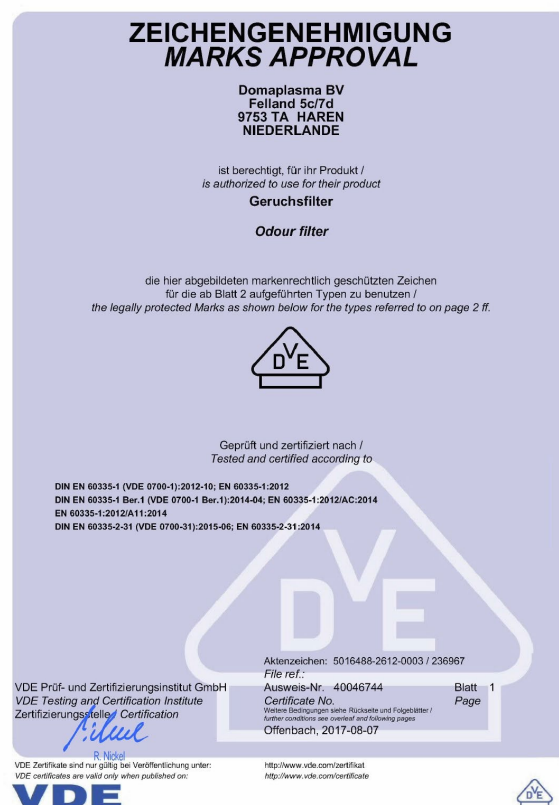 ZEICHENGENEHMIGUNG
MARKS APPROVAL
Domaplasma BV
Felland 5c/7d
9753 TA HAREN
NIEDERLANDE
ist berechtigt, für ihr Produkt /
is authorized to use for their product
Geruchsfilter
Odour filter
die hier abgebildeten markenrechtlich geschützten Zeichen
für die ab Blatt 2 aufgeführten Typen zu benutzen /
the legally protected Marks as shown below for the types referred to on page 2 ff.
DVE
Geprüft und zertifiziert nach /
Tested and certified according to
DIN EN 60335-1 (VDE 0700-1):2012-10; EN 60335-1:2012
DIN EN 60335-1 Ber.1 (VDE 0700-1 Ber.1):2014-04; EN 60335-1:2012/AC:2014
EN 60335-1:2012/A11:2014
DIN EN 60335-2-31 (VDE 0700-31):2015-06; EN 60335-2-31:2014
DVE
Aktenzeichen: 5016488-2612-0003 / 236967
File ref.:
VDE Prüf- und Zertifizierungsinstitut GmbH Ausweis-Nr. 40046744 Blatt 1
VDE Testing and Certification Institute Certificate No. Page
Zertifizierungsstelle / Certification
Weitere Bedingungen siehe Rückseite und Folgeblätter /
further conditions see overleaf and following pages
Offenbach, 2017-08-07
R. Nickel
VDE Zertifikate sind nur gültig bei Veröffentlichung unter: http://www.vde.com/zertifikat
VDE certificates are valid only when published on: http://www.vde.com/certificate
VDE
DVE